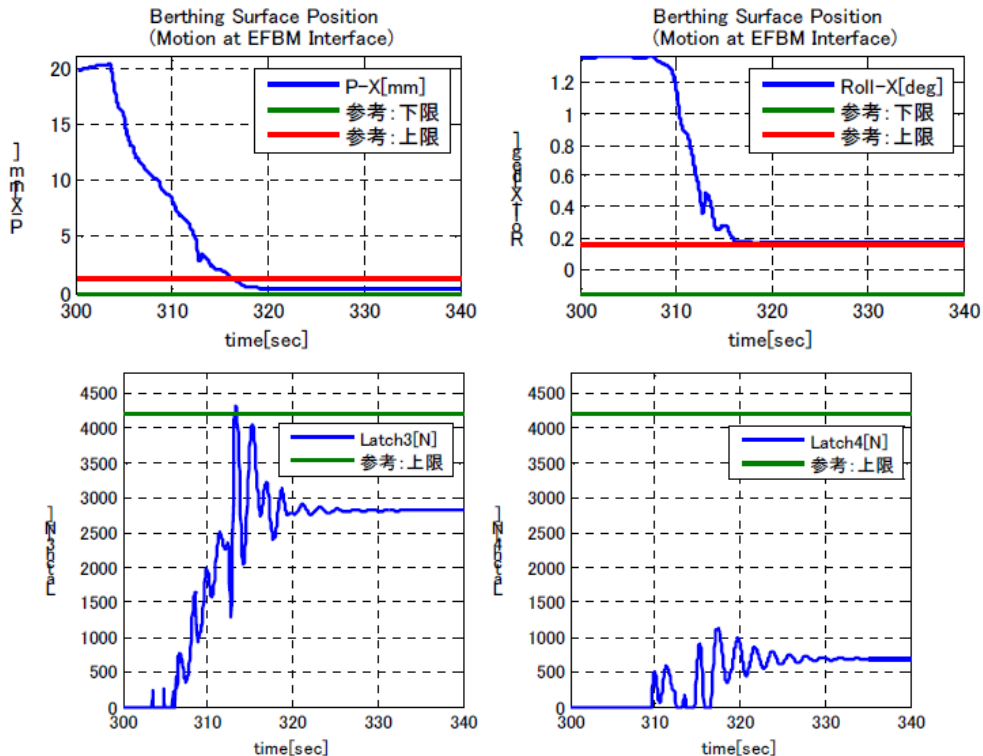 Berthing Surface Position
(Motion at EFBM Interface)
20
15
10
5
0
P-X[mm]
P-X[mm]
参考:下限
参考:上限
300
310
320
330
340
time[sec]
Berthing Surface Position
(Motion at EFBM Interface)
1.2
1
0.8
0.6
0.4
0.2
0
Roll-X[deg]
参考:下限
参考:上限
300
310
320
330
340
time[sec]
4500
4000
3500
3000
2500
2000
1500
1000
500
0
Latch3[N]
Latch3[N]
参考:上限
300
310
320
330
340
time[sec]
4500
4000
3500
3000
2500
2000
1500
1000
500
0
Latch4[N]
Latch4[N]
参考:上限
300
310
320
330
340
time[sec]